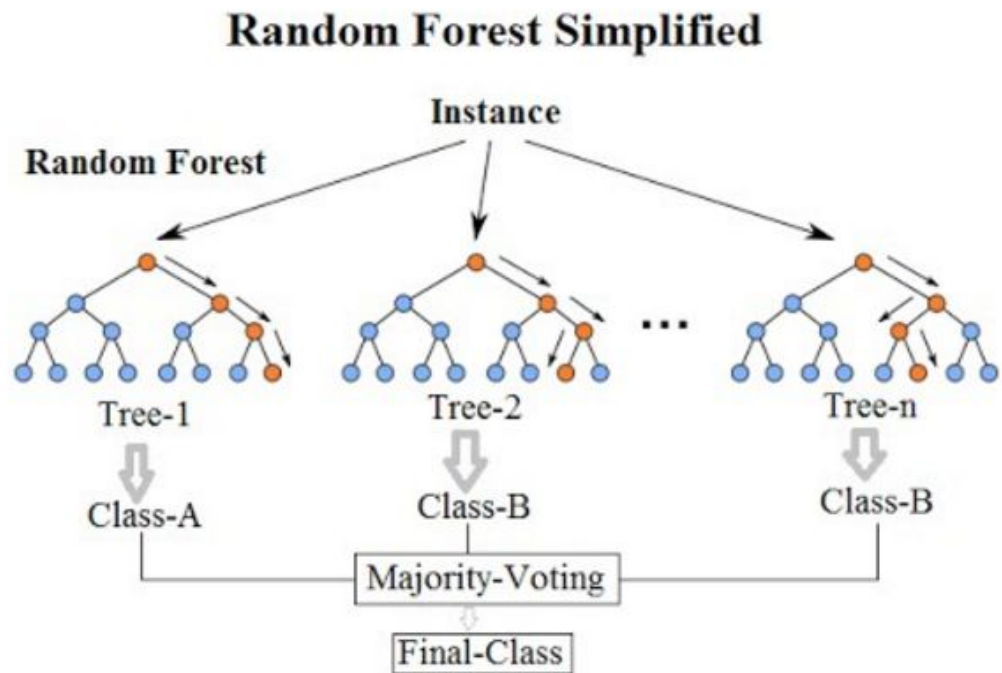 Random Forest Simplified
Instance
Random Forest
...
Tree-1
Tree-2
Tree-n
Class-A
Class-B
Class-B
Majority-Voting
Final-Class